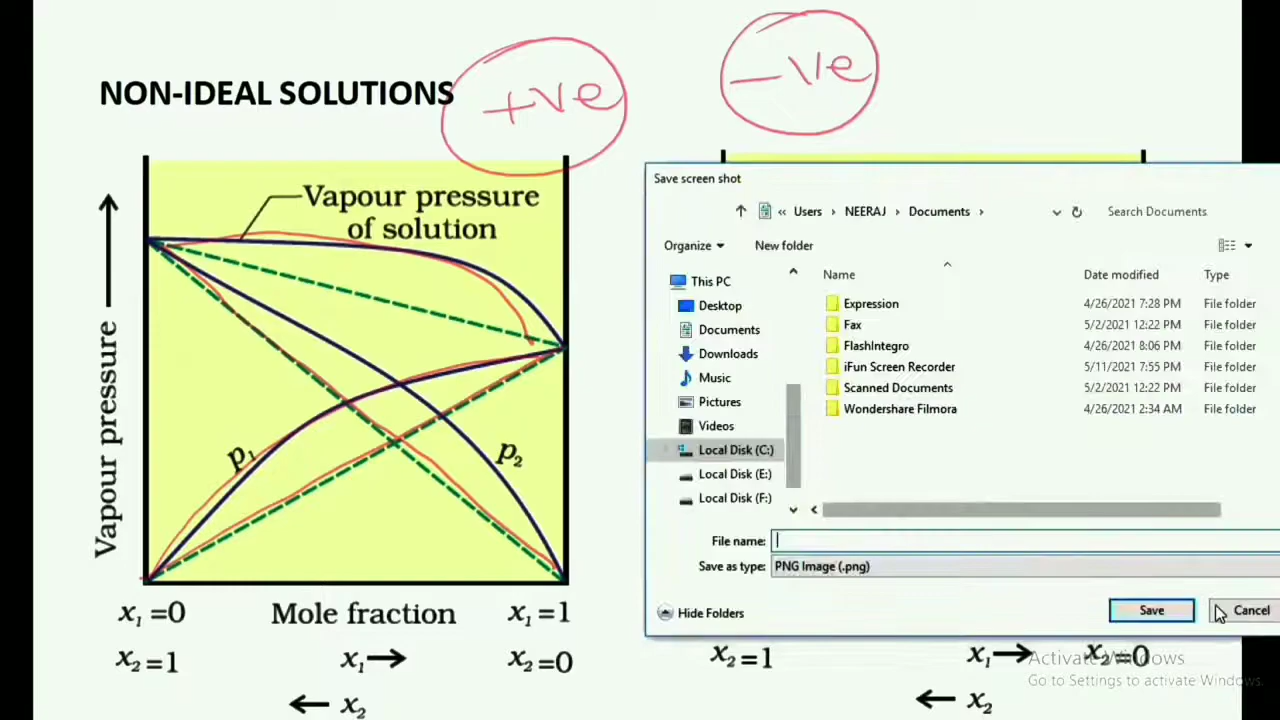 NON-IDEAL SOLUTIONS
+ve
-ve
Vapour pressure
of solution
Vapour pressure
p1
p2
x1 =0
Mole fraction
x1 =1
x2 =1
x1 →
x2 =0
← x2
Save screen shot
« Users › NEERAJ › Documents ›
Search Documents
Organize
New folder
This PC
Desktop
Documents
Downloads
Music
Pictures
Videos
Local Disk (C:)
Local Disk (E:)
Local Disk (F:)
Name Date modified Type
Expression 4/26/2021 7:28 PM File folder
Fax 5/2/2021 12:22 PM File folder
FlashIntegro 4/26/2021 8:06 PM File folder
iFun Screen Recorder 5/11/2021 7:55 PM File folder
Scanned Documents 5/2/2021 12:22 PM File folder
Wondershare Filmora 4/26/2021 2:34 AM File folder
File name:
Save as type: PNG Image (.png)
Hide Folders
Save
Cancel
x2 =1
x1 →
x2 =0
← x2
Activate Windows
Go to Settings to activate Windows.